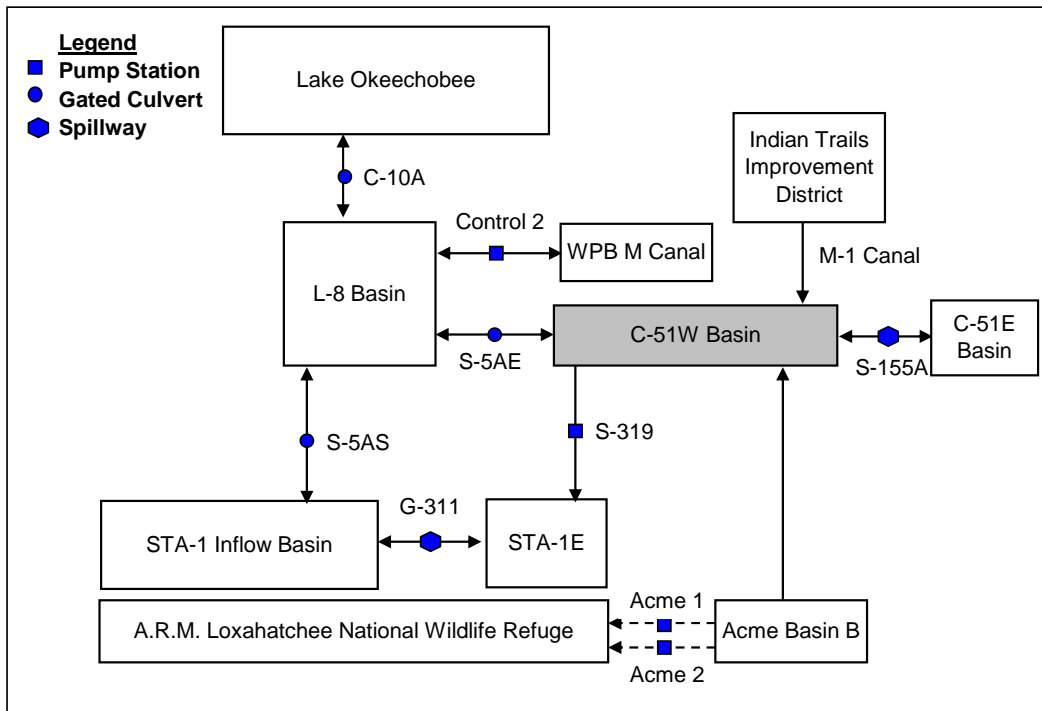 Legend
Pump Station
Gated Culvert
Spillway
Lake Okeechobee
Indian Trails
Improvement
District
C-10A
Control 2
WPB M Canal
M-1 Canal
L-8 Basin
C-51W Basin
C-51E
Basin
S-5AE
S-155A
S-319
S-5AS
G-311
STA-1 Inflow Basin
STA-1E
Acme 1
A.R.M. Loxahatchee National Wildlife Refuge
Acme Basin B
Acme 2